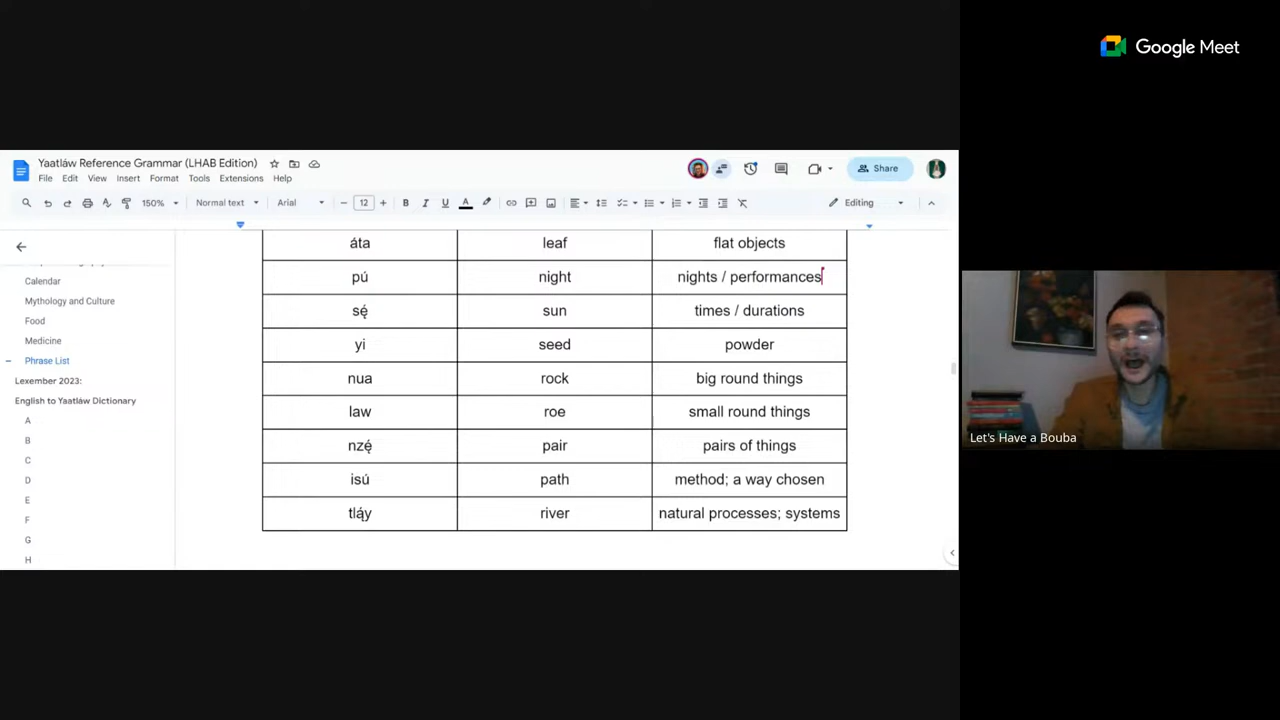 Google Meet
Yaatláw Reference Grammar (LHAB Edition)
File Edit View Insert Format Tools Extensions Help
Share
150% Normal text Arial 12 Editing
Calendar
Mythology and Culture
Food
Medicine
Phrase List
Lexember 2023:
English to Yaatláw Dictionary
A
B
C
D
E
F
G
H
áta leaf flat objects
pú night nights / performances
sę́ sun times / durations
yi seed powder
nua rock big round things
law roe small round things
nzę́ pair pairs of things
isú path method; a way chosen
tlą́y river natural processes; systems
Let's Have a Bouba